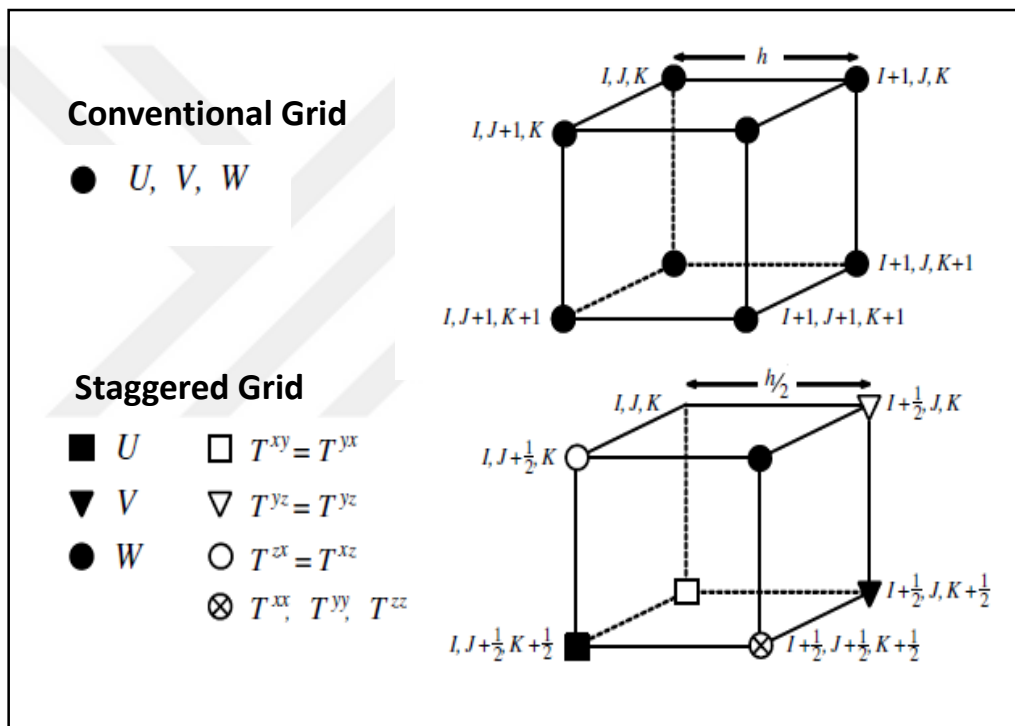 Conventional Grid
U, V, W
h
I, J, K
I+1, J, K
I, J+1, K
I+1, J, K+1
I, J+1, K+1
I+1, J+1, K+1
Staggered Grid
U
T^{xy} = T^{yx}
V
T^{yz} = T^{yz}
W
T^{zx} = T^{xz}
T^{xx}, T^{yy}, T^{zz}
h/2
I, J, K
I+1/2, J, K
I, J+1/2, K
I+1/2, J, K+1/2
I, J+1/2, K+1/2
I+1/2, J+1/2, K+1/2